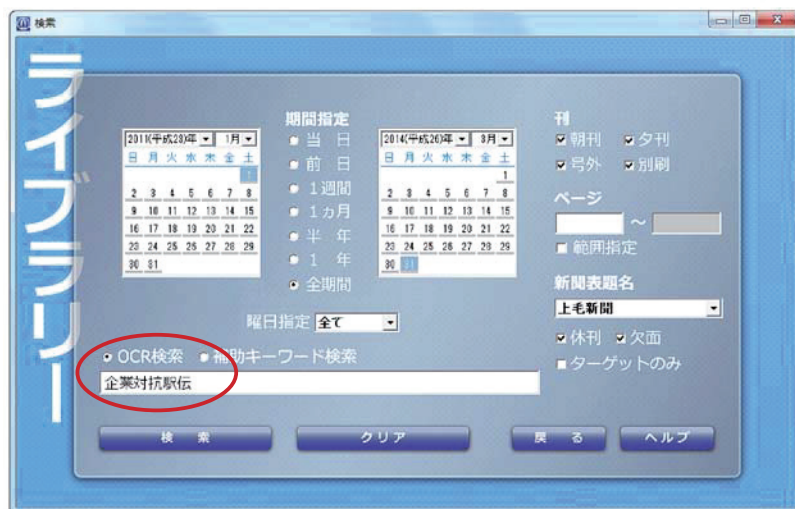 検索
ライブラリー
期間指定
2011(平成23)年 1月
日 月 火 水 木 金 土
1
2 3 4 5 6 7 8
9 10 11 12 13 14 15
16 17 18 19 20 21 22
23 24 25 26 27 28 29
30 31
当 日
前 日
1週間
1ヵ月
半 年
1 年
全期間
2014(平成26)年 3月
日 月 火 水 木 金 土
1
2 3 4 5 6 7 8
9 10 11 12 13 14 15
16 17 18 19 20 21 22
23 24 25 26 27 28 29
30 31
曜日指定 全て
刊
朝刊 夕刊
号外 別刷
ページ
～
範囲指定
新聞表題名
上毛新聞
休刊 欠面
ターゲットのみ
OCR検索 補助キーワード検索
企業対抗駅伝
検 索 クリア 戻 る ヘルプ